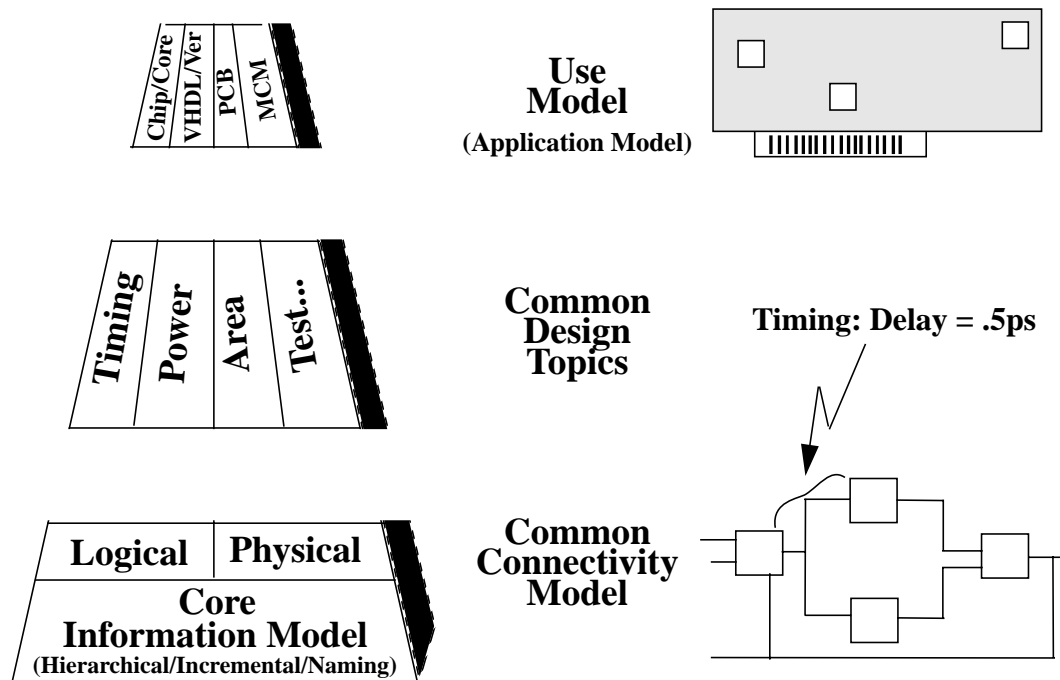 Chip/Core
VHDL/Ver
PCB
MCM
Use
Model
(Application Model)
Timing
Power
Area
Test...
Common
Design
Topics
Timing: Delay = .5ps
Logical
Physical
Core
Information Model
(Hierarchical/Incremental/Naming)
Common
Connectivity
Model